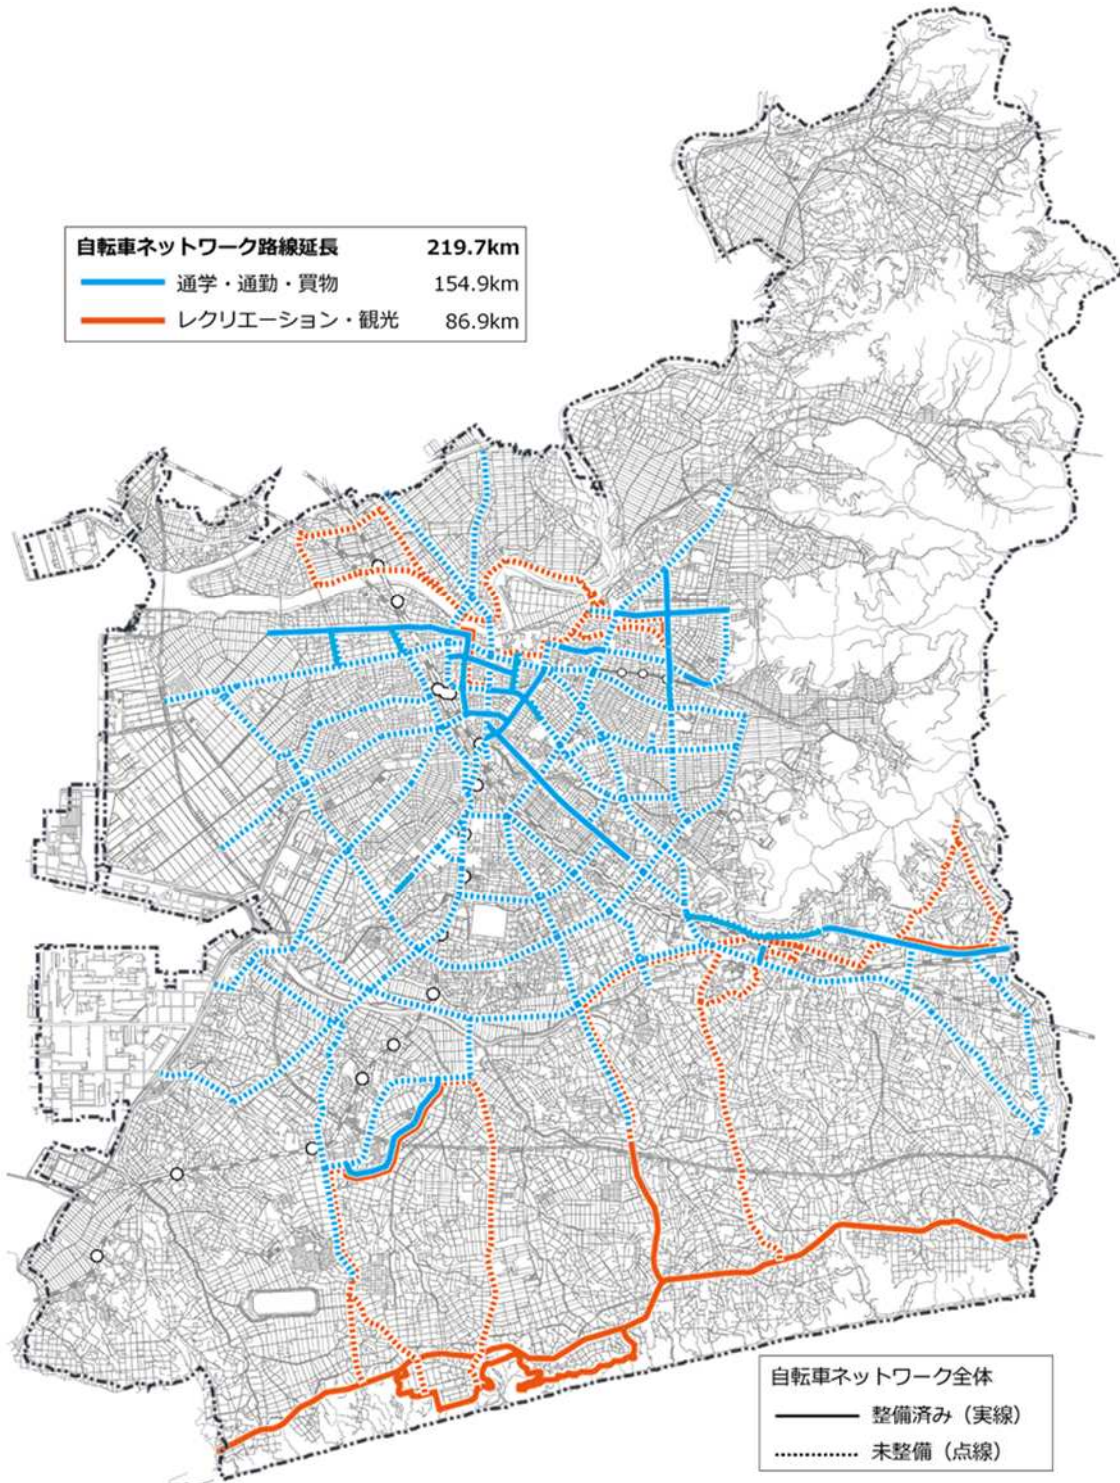 自転車ネットワーク路線延長 219.7km
通学・通勤・買物 154.9km
レクリエーション・観光 86.9km
自転車ネットワーク全体
整備済み（実線）
未整備（点線）